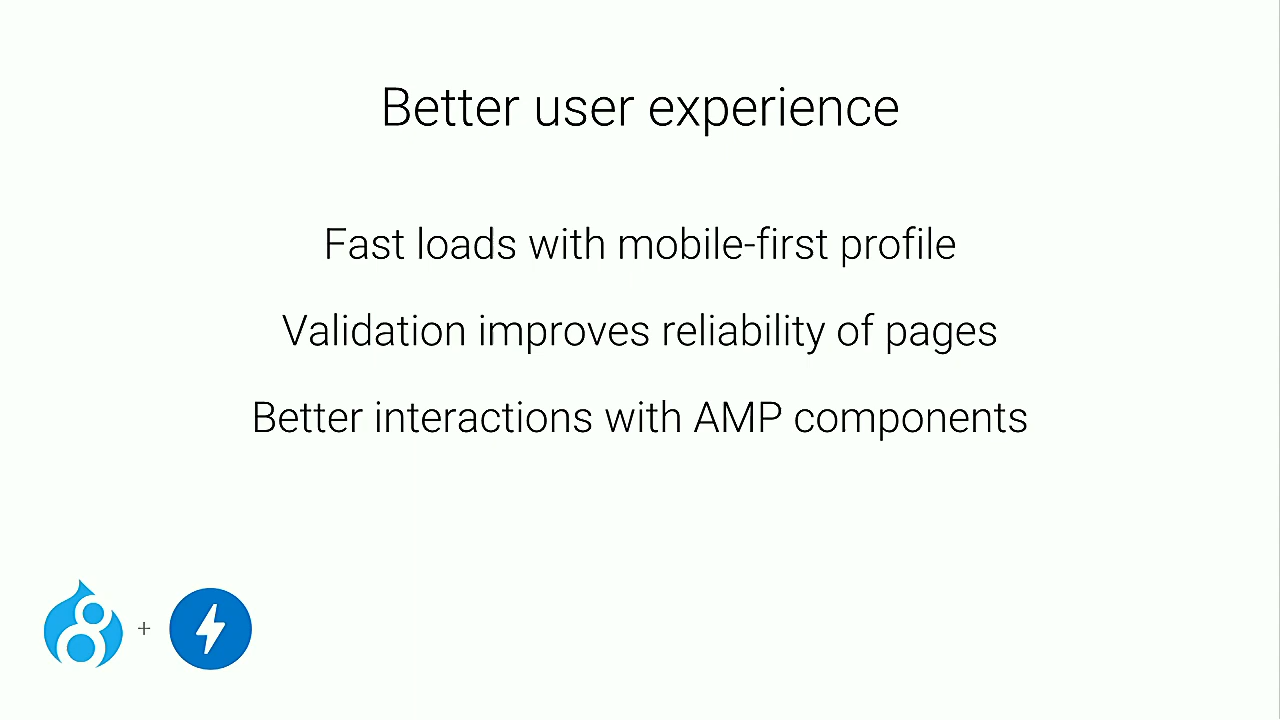 Better user experience
Fast loads with mobile-first profile
Validation improves reliability of pages
Better interactions with AMP components
8 +